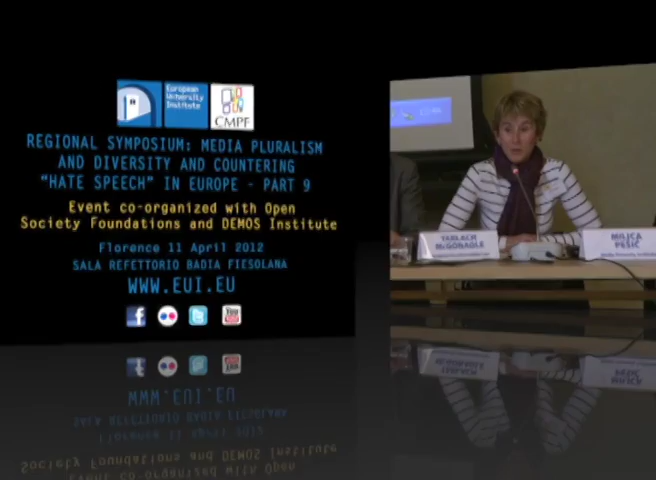 European
University
Institute
CMPF
REGIONAL SYMPOSIUM: MEDIA PLURALISM
AND DIVERSITY AND COUNTERING
"HATE SPEECH" IN EUROPE - PART 9
Event co-organized with Open
Society Foundations and DEMOS Institute
Florence 11 April 2012
SALA REFETTORIO BADIA FIESOLANA
WWW.EUI.EU
TARLACH
McGONAGLE
MILICA
PESIC